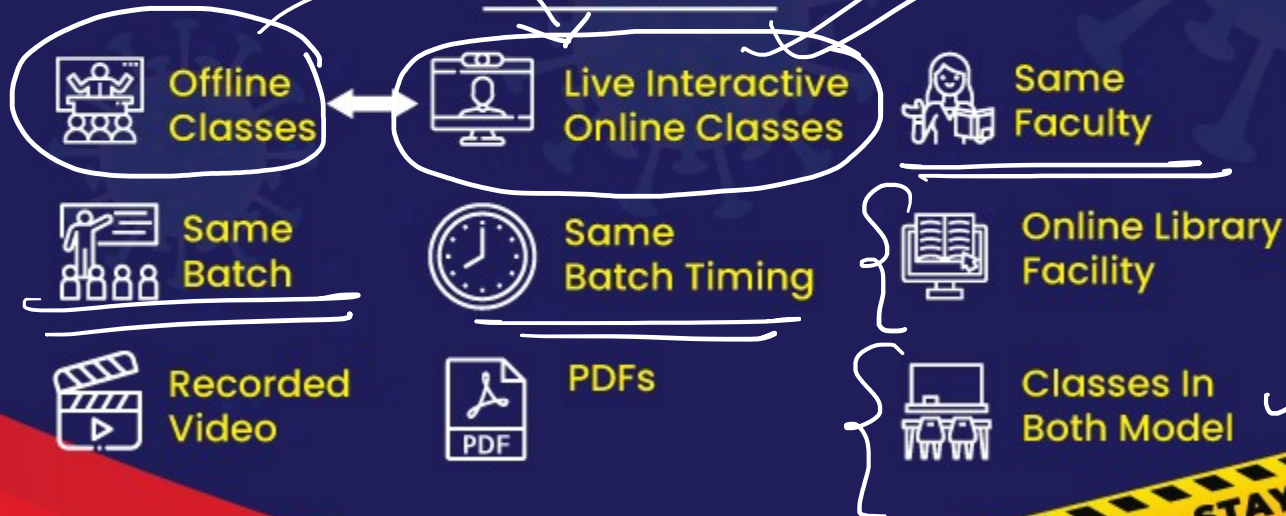 Offline
Classes
Live Interactive
Online Classes
Same
Faculty
Same
Batch
Same
Batch Timing
Online Library
Facility
Recorded
Video
PDF
PDFs
Classes In
Both Model
STAY